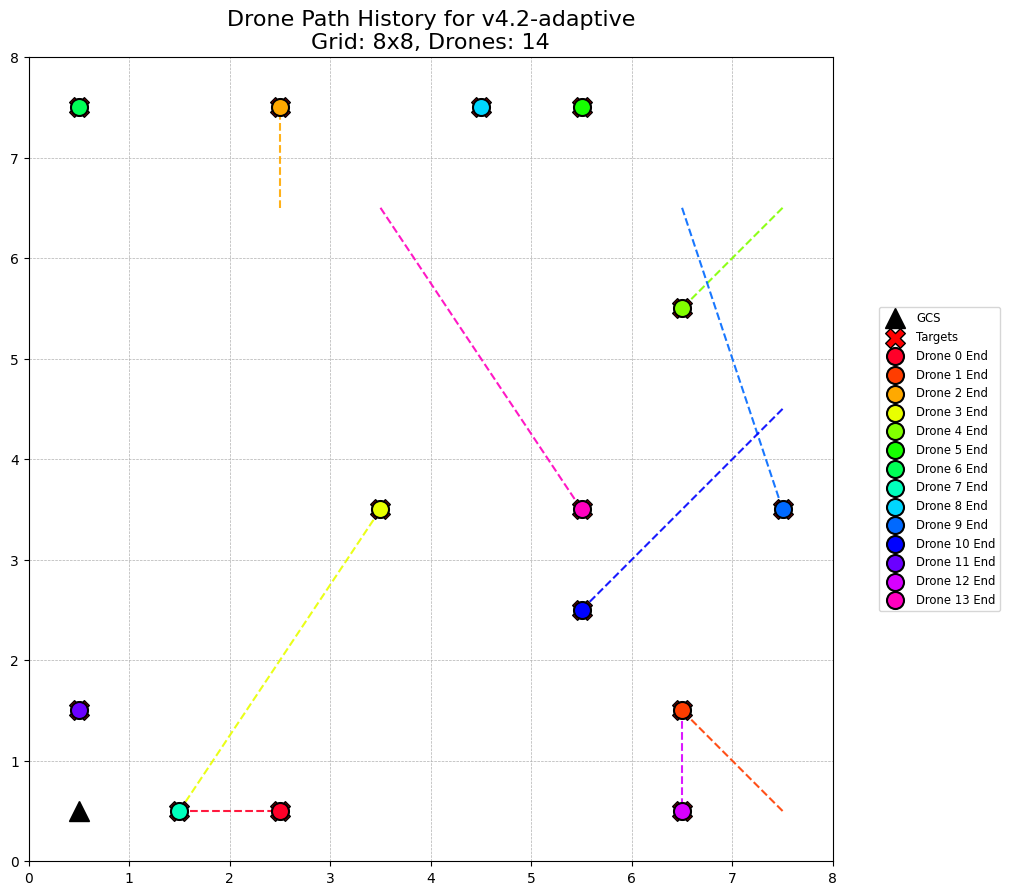 Drone Path History for v4.2-adaptive
Grid: 8x8, Drones: 14
8
7
6
5
4
3
2
1
0
0 1 2 3 4 5 6 7 8
GCS
Targets
Drone 0 End
Drone 1 End
Drone 2 End
Drone 3 End
Drone 4 End
Drone 5 End
Drone 6 End
Drone 7 End
Drone 8 End
Drone 9 End
Drone 10 End
Drone 11 End
Drone 12 End
Drone 13 End